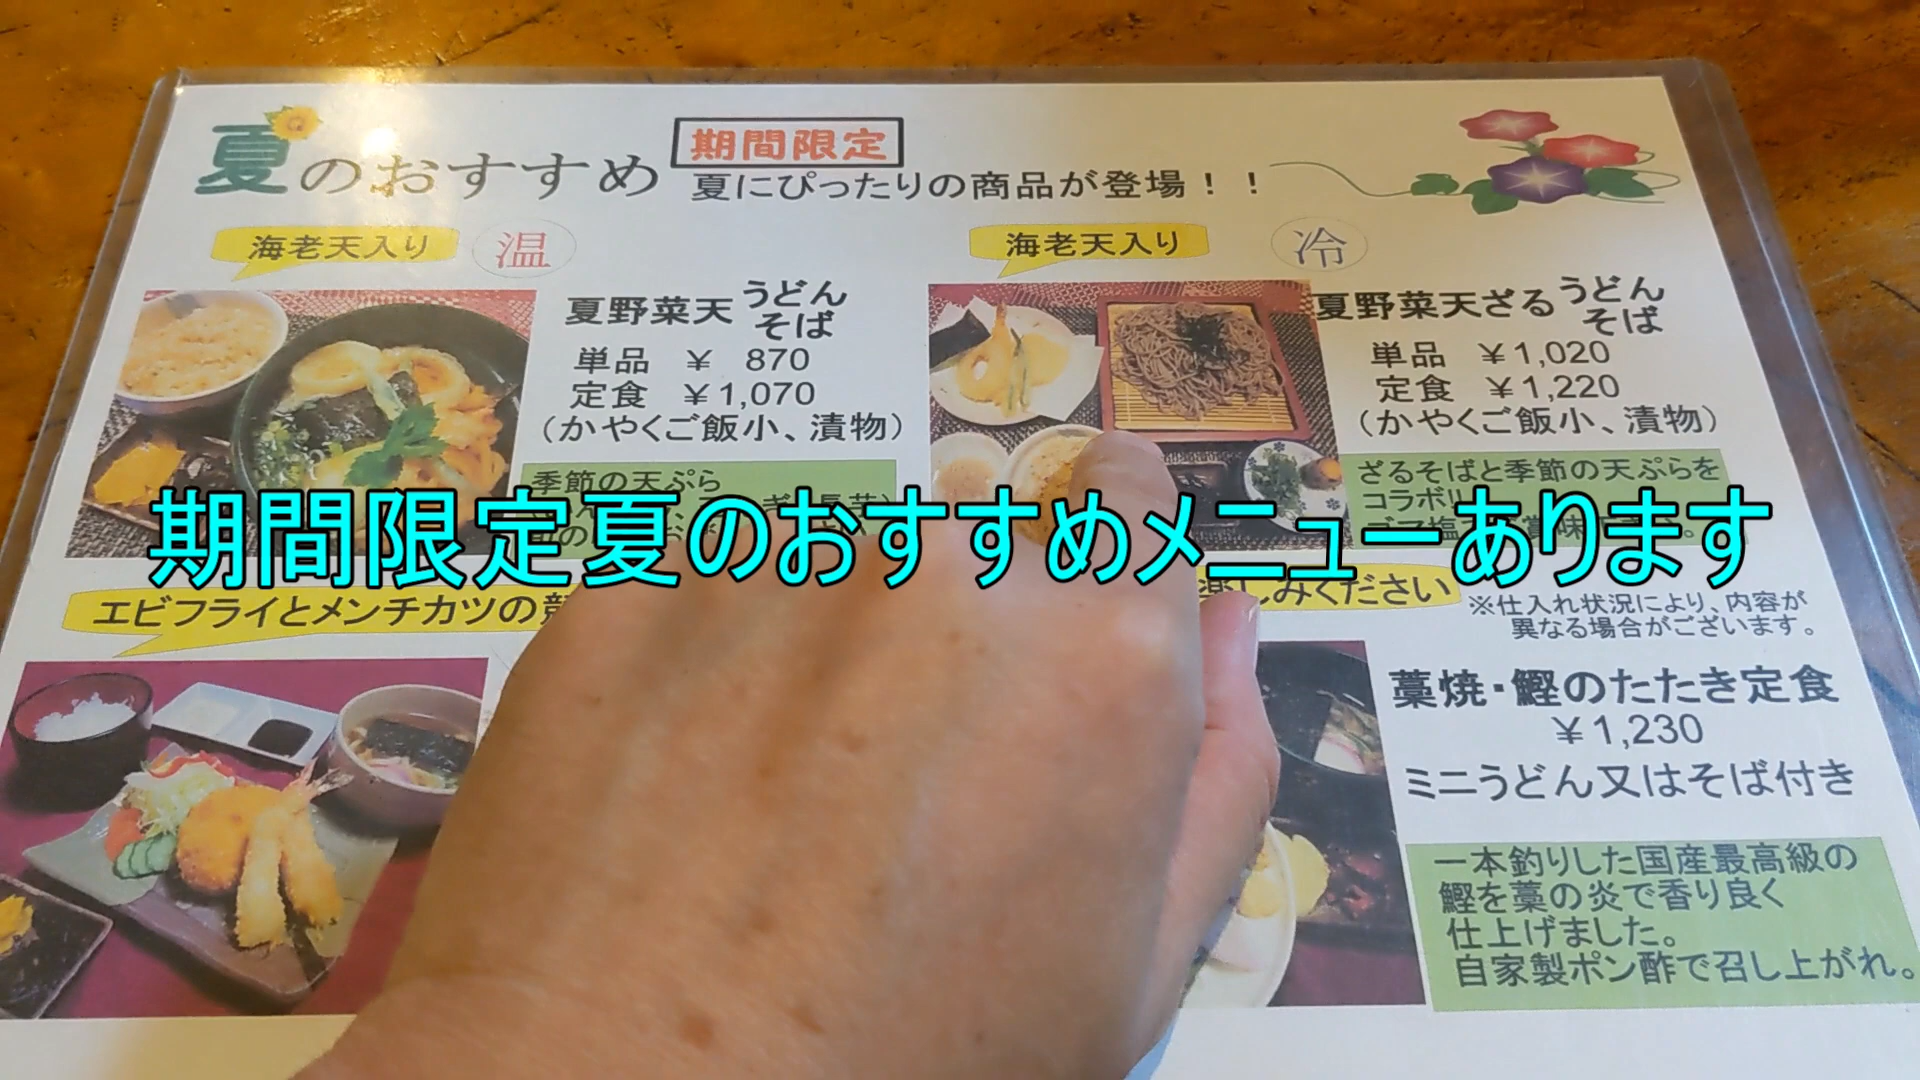 夏のおすすめ
期間限定
夏にぴったりの商品が登場！！
海老天入り
温
夏野菜天 うどん
そば
単品 ￥ 870
定食 ￥1,070
（かやくご飯小、漬物）
季節の天ぷら
海老天入り
冷
夏野菜天ざる うどん
そば
単品 ￥1,020
定食 ￥1,220
（かやくご飯小、漬物）
ざるそばと季節の天ぷらを
コラボ
期間限定夏のおすすめメニューあります
エビフライとメンチカツの
楽しみください
※仕入れ状況により、内容が
異なる場合がございます。
藁焼・鰹のたたき定食
￥1,230
ミニうどん又はそば付き
一本釣りした国産最高級の
鰹を藁の炎で香り良く
仕上げました。
自家製ポン酢で召し上がれ。